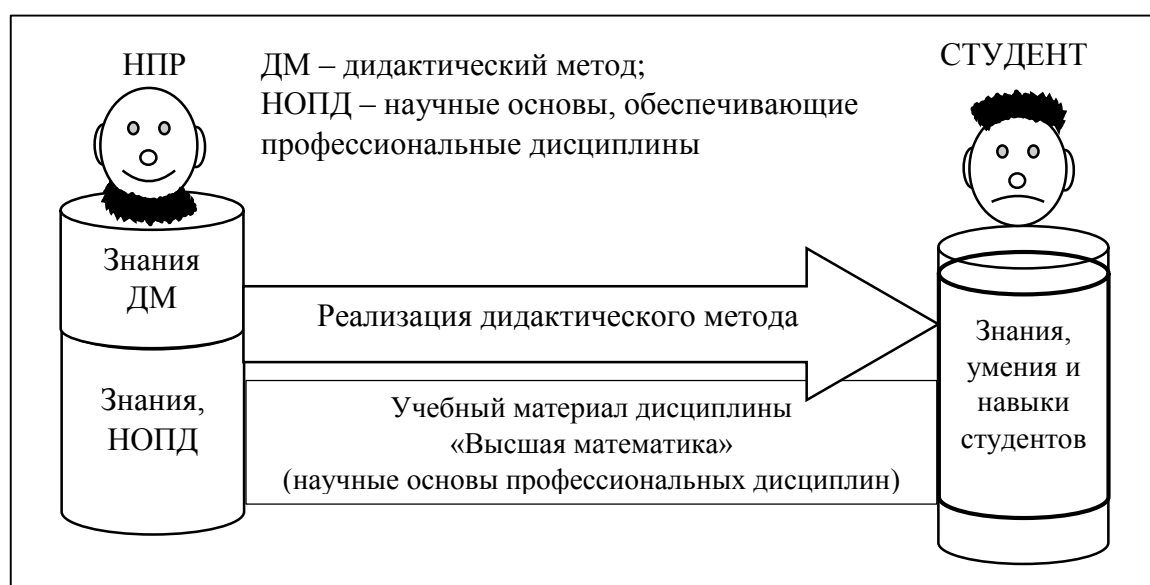 НПР
ДМ – дидактический метод;
НОПД – научные основы, обеспечивающие
профессиональные дисциплины
СТУДЕНТ
Знания
ДМ
Реализация дидактического метода
Знания,
НОПД
Учебный материал дисциплины
«Высшая математика»
(научные основы профессиональных дисциплин)
Знания,
умения и
навыки
студентов